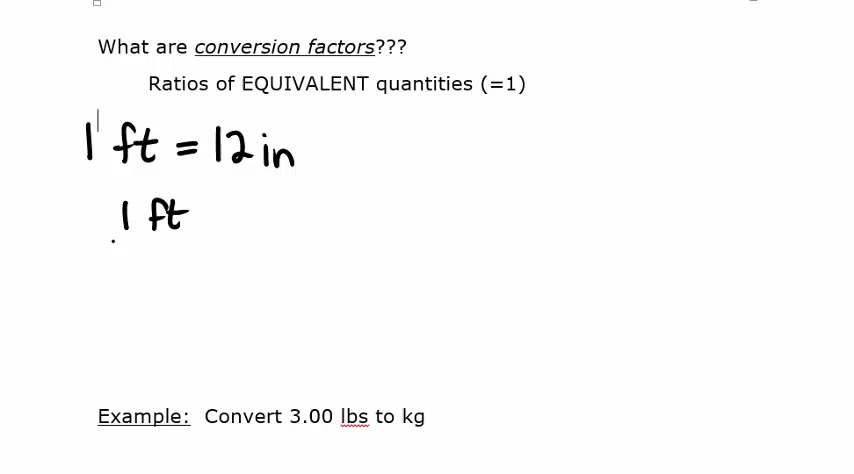 What are conversion factors???
Ratios of EQUIVALENT quantities (=1)
1 ft = 12 in
1 ft
Example: Convert 3.00 lbs to kg